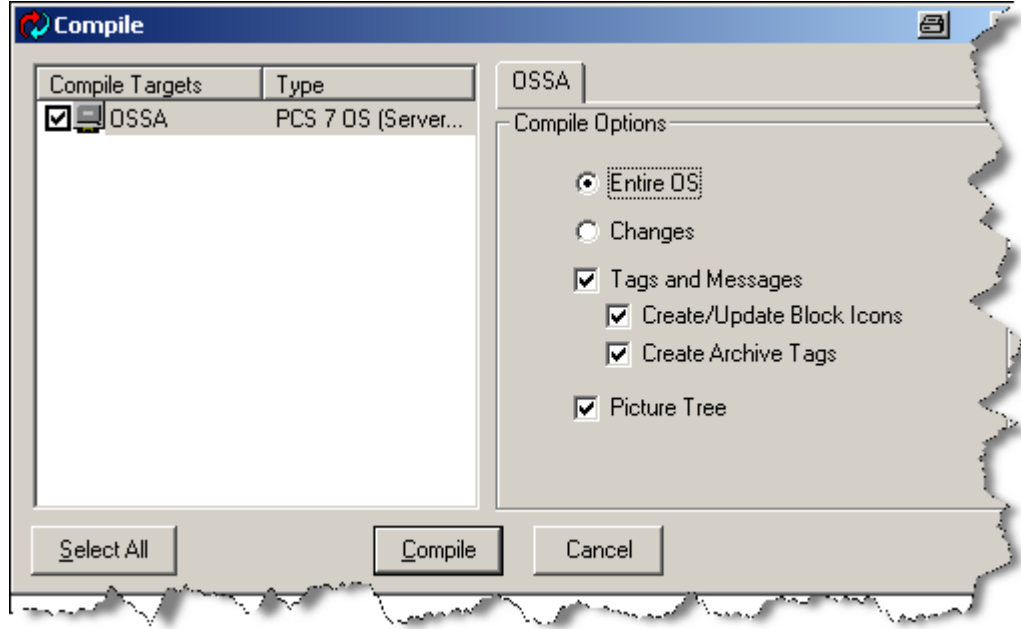 Compile
Compile Targets Type
OSSA PCS 7 OS (Server...
OSSA
Compile Options
Entire OS
Changes
Tags and Messages
Create/Update Block Icons
Create Archive Tags
Picture Tree
Select All Compile Cancel